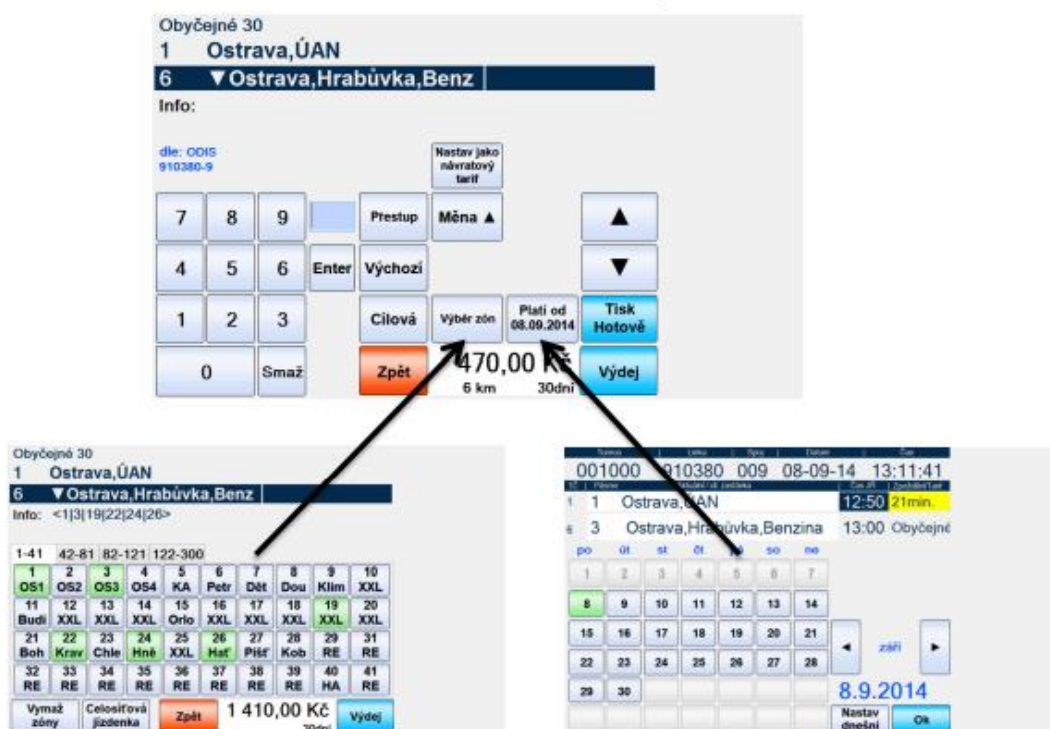 Obyčejné 30
1 Ostrava,ÚAN
6 ▼Ostrava,Hrabůvka,Benz
Info:
dle: ODIS
910380-9
Nastav jako
návratový
tarif
7 8 9 Přestup Měna ▲ ▲
4 5 6 Enter Výchozí ▼
1 2 3 Cílová Výběr zón Platí od
08.09.2014 Tisk
Hotově
0 Smaž Zpět 470,00 Kč Výdej
6 km 30dní
Obyčejné 30
1 Ostrava,ÚAN
6 ▼Ostrava,Hrabůvka,Benz
Info: <1|3|19|22|24|26>
1-41 42-81 82-121 122-300
1 2 3 4 5 6 7 8 9 10
OS1 OS2 OS3 OS4 KA Petr Dět Dou Klim XXL
11 12 13 14 15 16 17 18 19 20
Budi XXL XXL XXL Orlo XXL XXL XXL XXL XXL
21 22 23 24 25 26 27 28 29 31
Boh Krav Chle Hně XXL Hať Píšť Kob RE RE
32 33 34 35 36 37 38 39 40 41
RE RE RE RE RE RE RE RE HA RE
Vymaž
zóny
Celosíťová
jízdenka
Zpět 1 410,00 Kč Výdej
30dní
Linka Spoj Datum Čas
001000 910380 009 08-09-14 13:11:41
1 1 Ostrava,ÚAN 12:50 21min.
6 3 Ostrava,Hrabůvka,Benzina 13:00 Obyčejné
po út st čt so ne
1 2 3 4 5 6 7
8 9 10 11 12 13 14
15 16 17 18 19 20 21
◄ září ►
22 23 24 25 26 27 28
29 30 8.9.2014
Nastav
dnešní
Ok